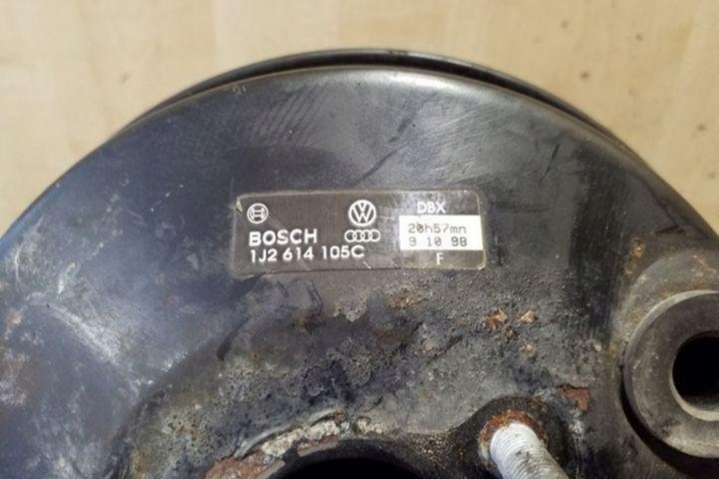 DBX
BOSCH
20h57mn
9 10 98
1J2 614 105C
F